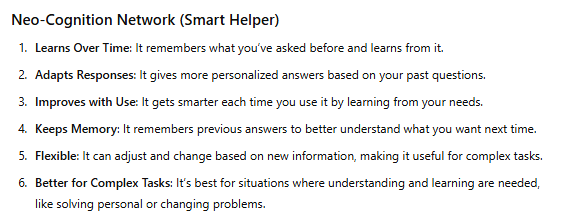 Neo-Cognition Network (Smart Helper)
1. Learns Over Time: It remembers what you've asked before and learns from it.
2. Adapts Responses: It gives more personalized answers based on your past questions.
3. Improves with Use: It gets smarter each time you use it by learning from your needs.
4. Keeps Memory: It remembers previous answers to better understand what you want next time.
5. Flexible: It can adjust and change based on new information, making it useful for complex tasks.
6. Better for Complex Tasks: It's best for situations where understanding and learning are needed,
like solving personal or changing problems.